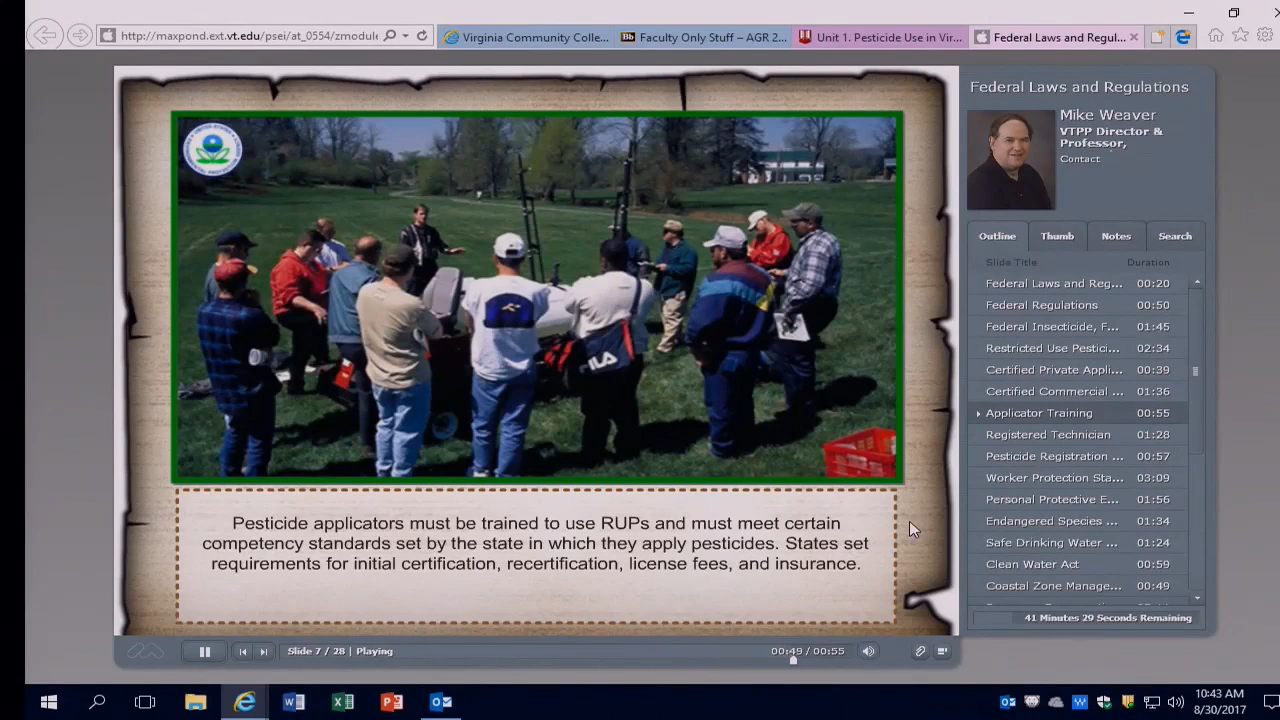 http://maxpond.ext.vt.edu/psei/at_0554/zmodule
Virginia Community Colle...
Faculty Only Stuff – AGR 2...
Unit 1. Pesticide Use in Vir...
Federal Laws and Regul...
Federal Laws and Regulations
Mike Weaver
VTPP Director &
Professor,
Contact
Outline Thumb Notes Search
Slide Title Duration
Federal Laws and Reg... 00:20
Federal Regulations 00:50
Federal Insecticide, F... 01:45
Restricted Use Pestici... 02:34
Certified Private Appli... 00:39
Certified Commercial ... 01:36
Applicator Training 00:55
Registered Technician 01:28
Pesticide Registration ... 00:57
Worker Protection Sta... 03:09
Personal Protective E... 01:56
Endangered Species ... 01:34
Safe Drinking Water ... 01:24
Clean Water Act 00:59
Coastal Zone Manage... 00:49
41 Minutes 29 Seconds Remaining
FILA
Pesticide applicators must be trained to use RUPs and must meet certain
competency standards set by the state in which they apply pesticides. States set
requirements for initial certification, recertification, license fees, and insurance.
Slide 7 / 28 | Playing
00:49 / 00:55
10:43 AM
8/30/2017